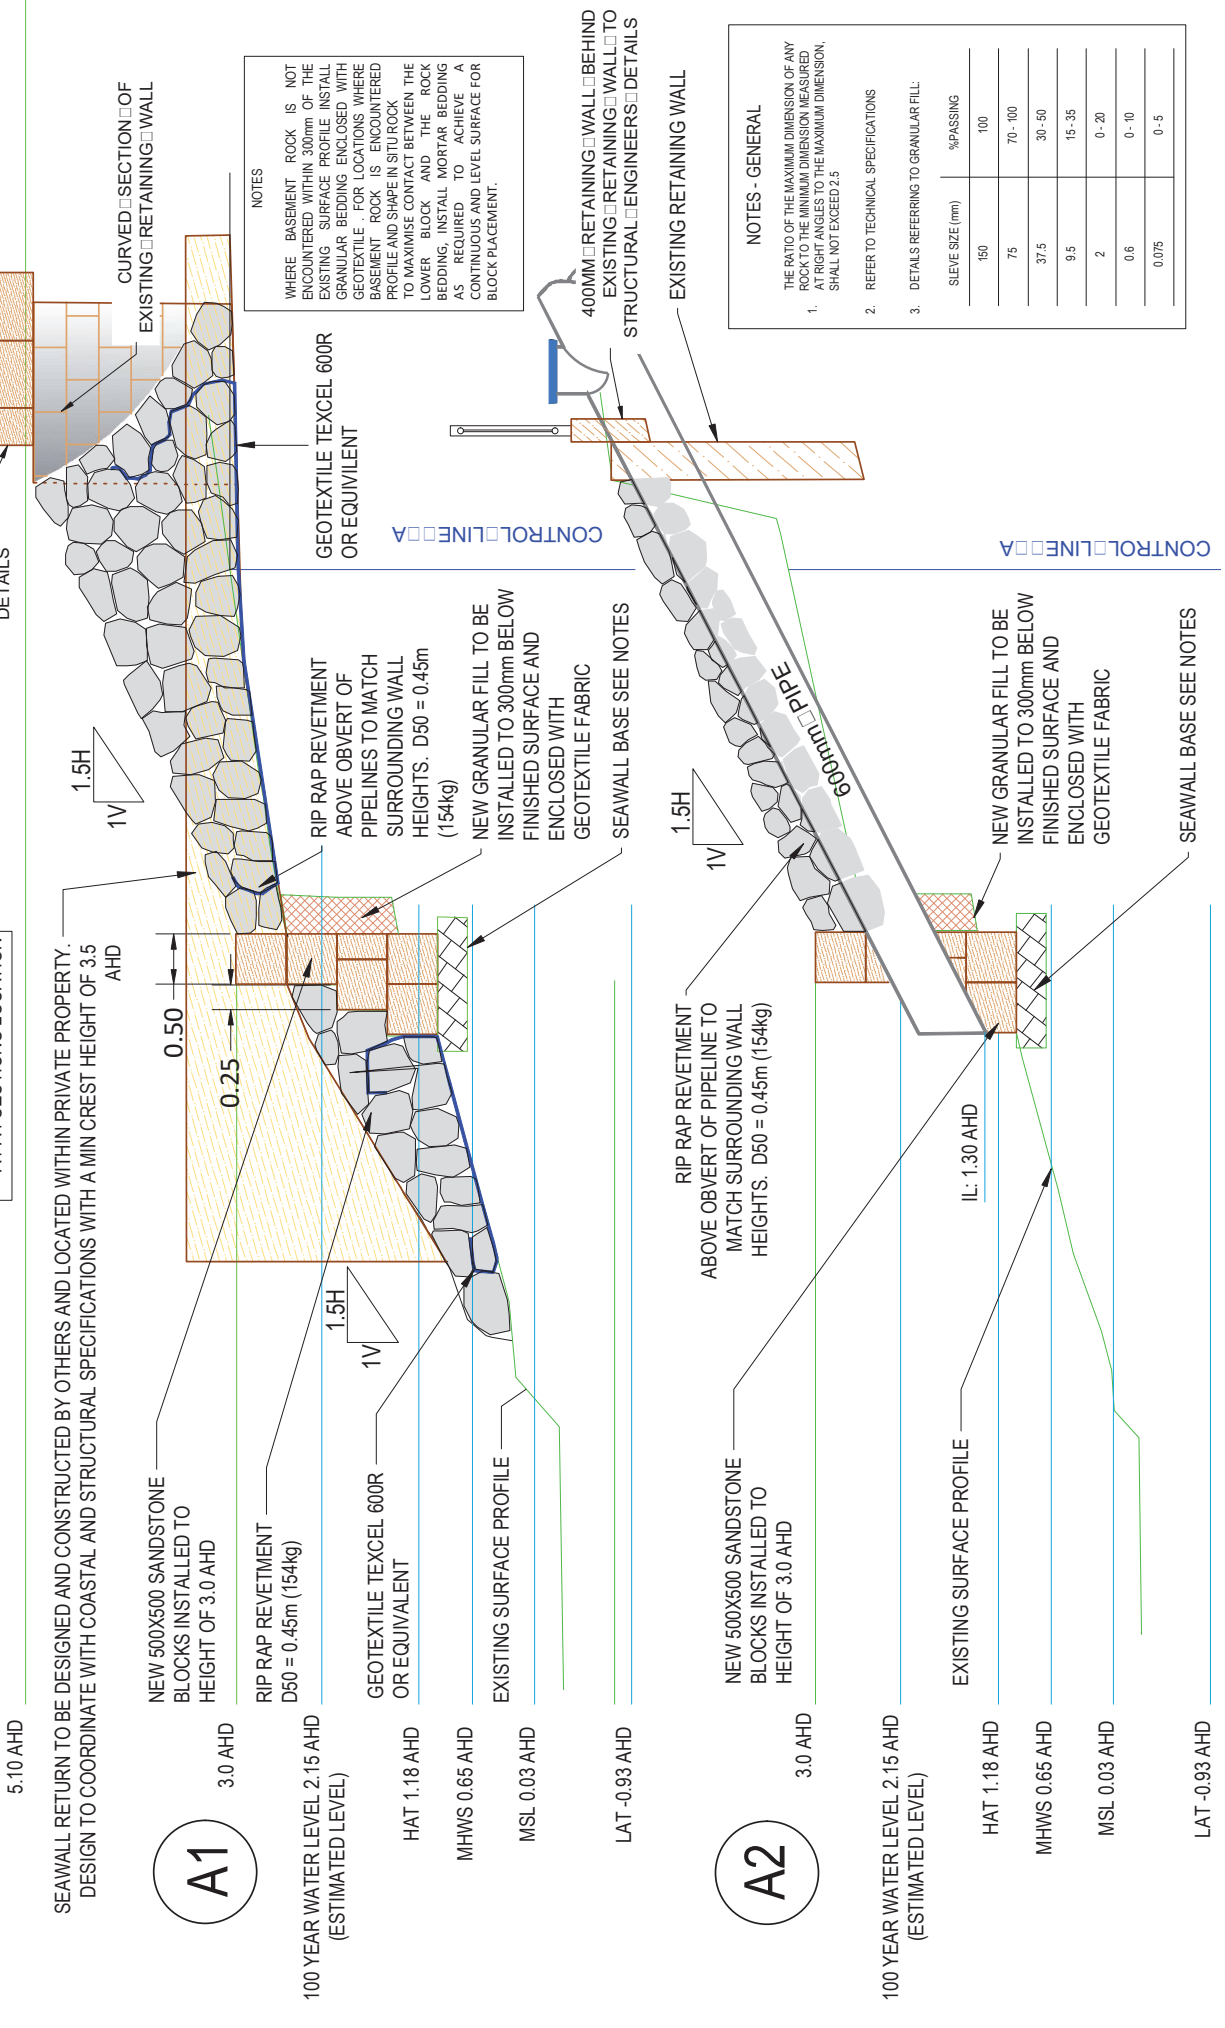 5.10 AHD
DETAILS
SEAWALL RETURN TO BE DESIGNED AND CONSTRUCTED BY OTHERS AND LOCATED WITHIN PRIVATE PROPERTY.
DESIGN TO COORDINATE WITH COASTAL AND STRUCTURAL SPECIFICATIONS WITH A MIN CREST HEIGHT OF 3.5
AHD
CURVED□SECTION□OF
EXISTING□RETAINING□WALL
NOTES
WHERE BASEMENT ROCK IS NOT
ENCOUNTERED WITHIN 300mm OF THE
EXISTING SURFACE PROFILE INSTALL
GRANULAR BEDDING ENCLOSED WITH
GEOTEXTILE . FOR LOCATIONS WHERE
BASEMENT ROCK IS ENCOUNTERED
PROFILE AND SHAPE IN SITU ROCK
TO MAXIMISE CONTACT BETWEEN THE
LOWER BLOCK AND THE ROCK
BEDDING, INSTALL MORTAR BEDDING
AS REQUIRED TO ACHIEVE A
CONTINUOUS AND LEVEL SURFACE FOR
BLOCK PLACEMENT.
A1
1.5H
1V
0.50
0.25
1.5H
1V
NEW 500X500 SANDSTONE
BLOCKS INSTALLED TO
HEIGHT OF 3.0 AHD
RIP RAP REVETMENT
D50 = 0.45m (154kg)
GEOTEXTILE TEXCEL 600R
OR EQUIVALENT
EXISTING SURFACE PROFILE
3.0 AHD
100 YEAR WATER LEVEL 2.15 AHD
(ESTIMATED LEVEL)
HAT 1.18 AHD
MHWS 0.65 AHD
MSL 0.03 AHD
LAT -0.93 AHD
GEOTEXTILE TEXCEL 600R
OR EQUIVILENT
CONTROL□LINE□□A
RIP RAP REVETMENT
ABOVE OBVERT OF
PIPELINES TO MATCH
SURROUNDING WALL
HEIGHTS. D50 = 0.45m
(154kg)
NEW GRANULAR FILL TO BE
INSTALLED TO 300mm BELOW
FINISHED SURFACE AND
ENCLOSED WITH
GEOTEXTILE FABRIC
SEAWALL BASE SEE NOTES
400MM□RETAINING□WALL□BEHIND
EXISTING□RETAINING□WALL□TO
STRUCTURAL□ENGINEERS□DETAILS
EXISTING RETAINING WALL
A2
1.5H
1V
600mm□PIPE
RIP RAP REVETMENT
ABOVE OBVERT OF PIPELINE TO
MATCH SURROUNDING WALL
HEIGHTS. D50 = 0.45m (154kg)
NEW 500X500 SANDSTONE
BLOCKS INSTALLED TO
HEIGHT OF 3.0 AHD
IL: 1.30 AHD
EXISTING SURFACE PROFILE
3.0 AHD
100 YEAR WATER LEVEL 2.15 AHD
(ESTIMATED LEVEL)
HAT 1.18 AHD
MHWS 0.65 AHD
MSL 0.03 AHD
LAT -0.93 AHD
CONTROL□LINE□□A
NEW GRANULAR FILL TO BE
INSTALLED TO 300mm BELOW
FINISHED SURFACE AND
ENCLOSED WITH
GEOTEXTILE FABRIC
SEAWALL BASE SEE NOTES
NOTES - GENERAL
1. THE RATIO OF THE MAXIMUM DIMENSION OF ANY
ROCK TO THE MINIMUM DIMENSION MEASURED
AT RIGHT ANGLES TO THE MAXIMUM DIMENSION,
SHALL NOT EXCEED 2.5
2. REFER TO TECHNICAL SPECIFICATIONS
3. DETAILS REFERRING TO GRANULAR FILL:
SLEVE SIZE (mm) %PASSING
150 100
75 70 - 100
37.5 30 - 50
9.5 15 - 35
2 0 - 20
0.6 0 - 10
0.075 0 - 5